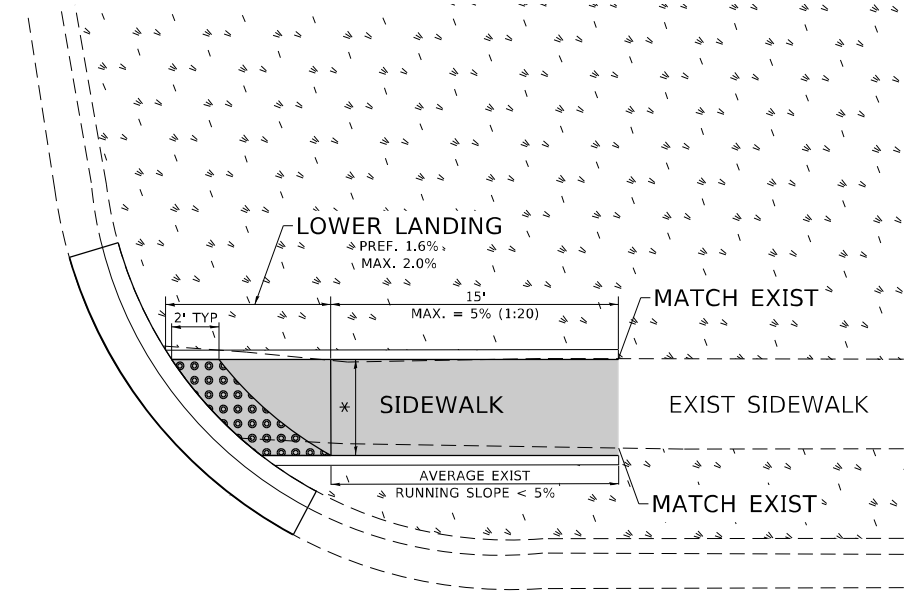 LOWER LANDING
PREF. 1.6%
MAX. 2.0%
15'
MAX. = 5% (1:20)
MATCH EXIST
2' TYP
*
SIDEWALK
EXIST SIDEWALK
AVERAGE EXIST
RUNNING SLOPE < 5%
MATCH EXIST